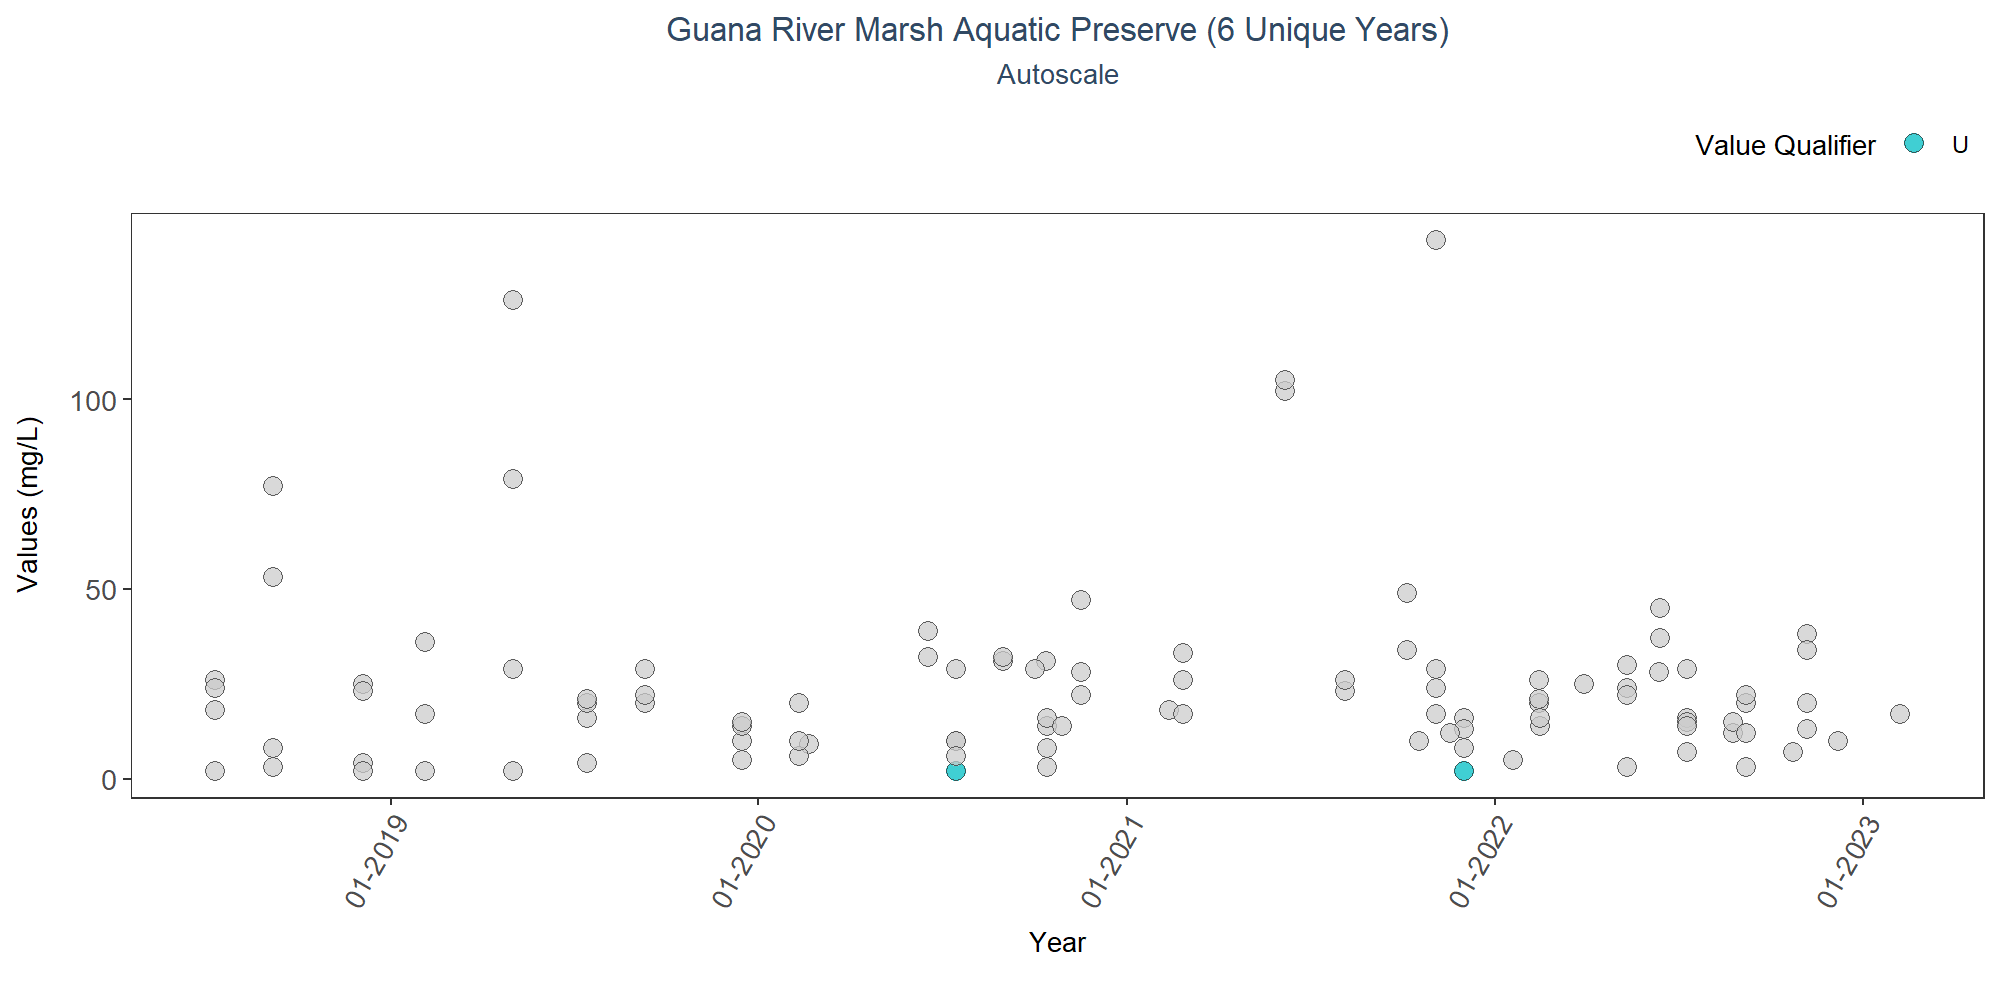 Guana River Marsh Aquatic Preserve (6 Unique Years)
Autoscale
Value Qualifier U
Values (mg/L)
100
50
0
01-2019 01-2020 01-2021 01-2022 01-2023
Year